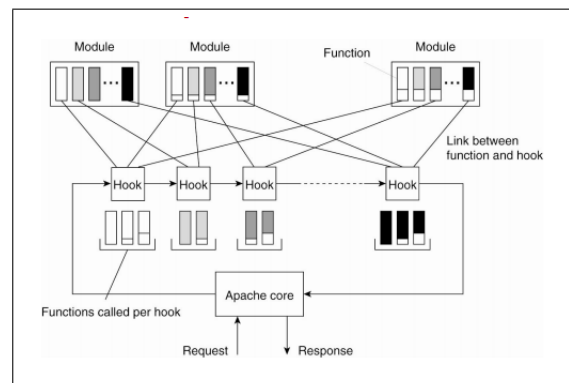 Module
Module
Function
Module
Link between
function and hook
Hook
Hook
Hook
Hook
Functions called per hook
Apache core
Request
Response